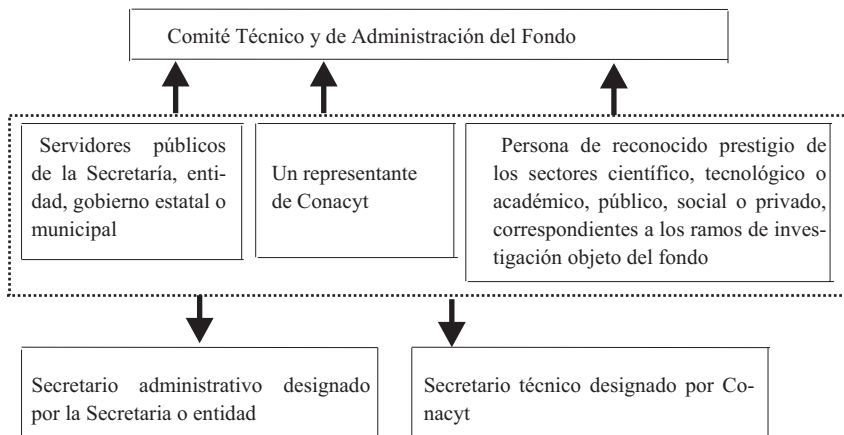 Comité Técnico y de Administración del Fondo
Servidores públicos
de la Secretaría, enti-
dad, gobierno estatal o
municipal
Un representante
de Conacyt
Persona de reconocido prestigio de
los sectores científico, tecnológico o
académico, público, social o privado,
correspondientes a los ramos de inves-
tigación objeto del fondo
Secretario administrativo designado
por la Secretaria o entidad
Secretario técnico designado por Co-
nacyt